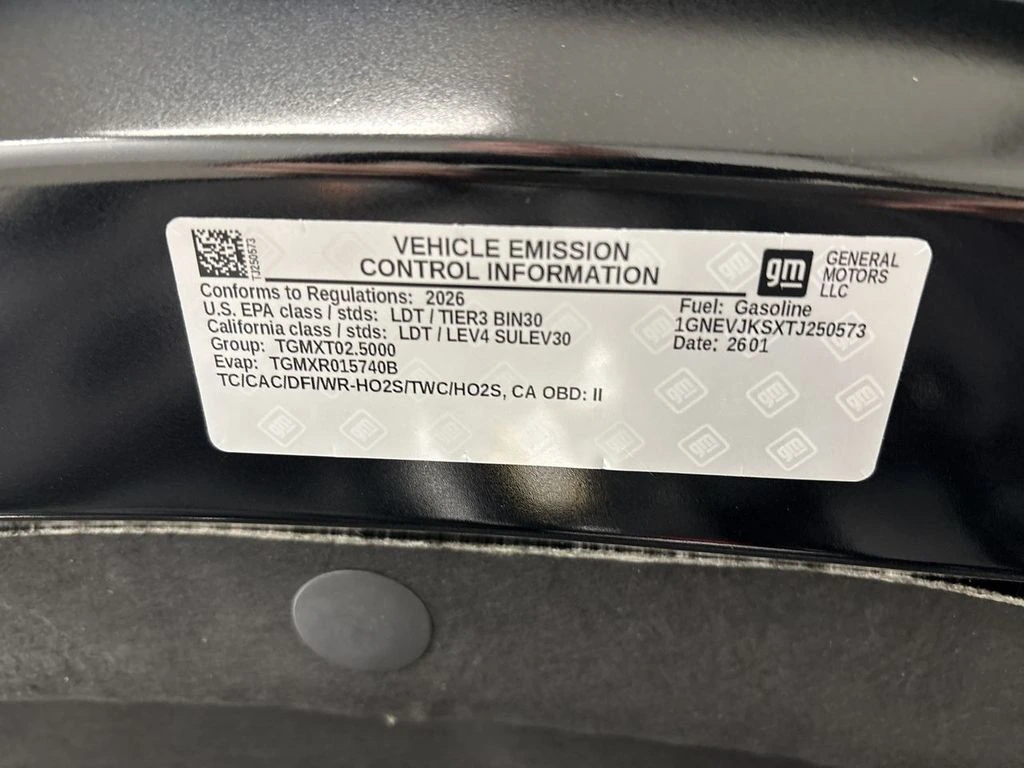 TJ250573
VEHICLE EMISSION
CONTROL INFORMATION
gm
GENERAL
MOTORS
LLC
Conforms to Regulations: 2026
U.S. EPA class / stds: LDT / TIER3 BIN30
California class / stds: LDT / LEV4 SULEV30
Group: TGMXT02.5000
Evap: TGMXR015740B
TC/CAC/DFI/WR-HO2S/TWC/HO2S, CA OBD: II
Fuel: Gasoline
1GNEVJKSXTJ250573
Date: 2601